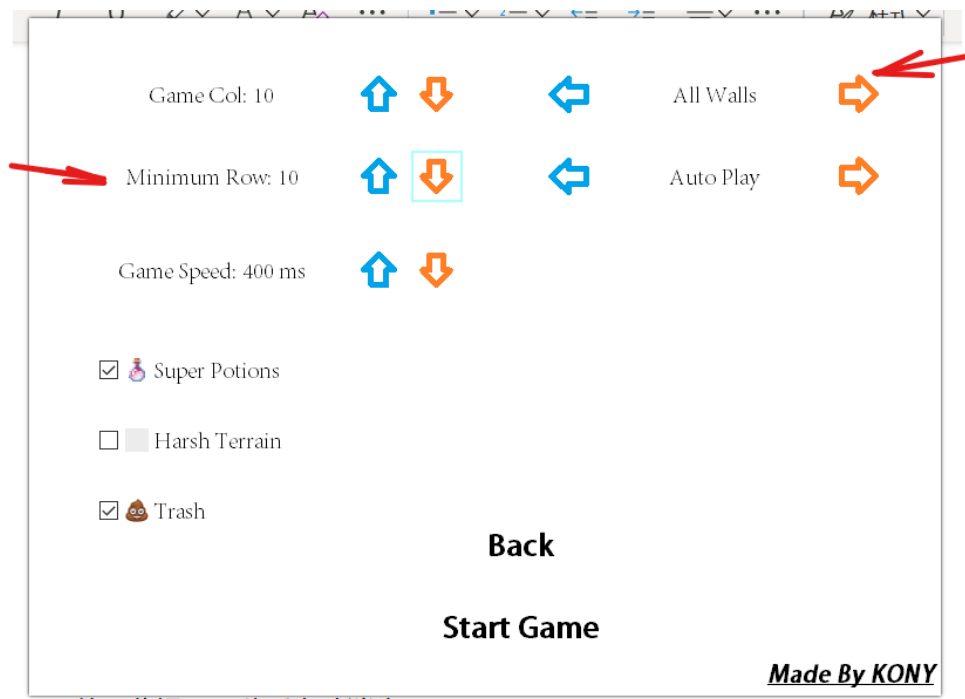 Game Col: 10
All Walls
Minimum Row: 10
Auto Play
Game Speed: 400 ms
Super Potions
Harsh Terrain
Trash
Back
Start Game
Made By KONY